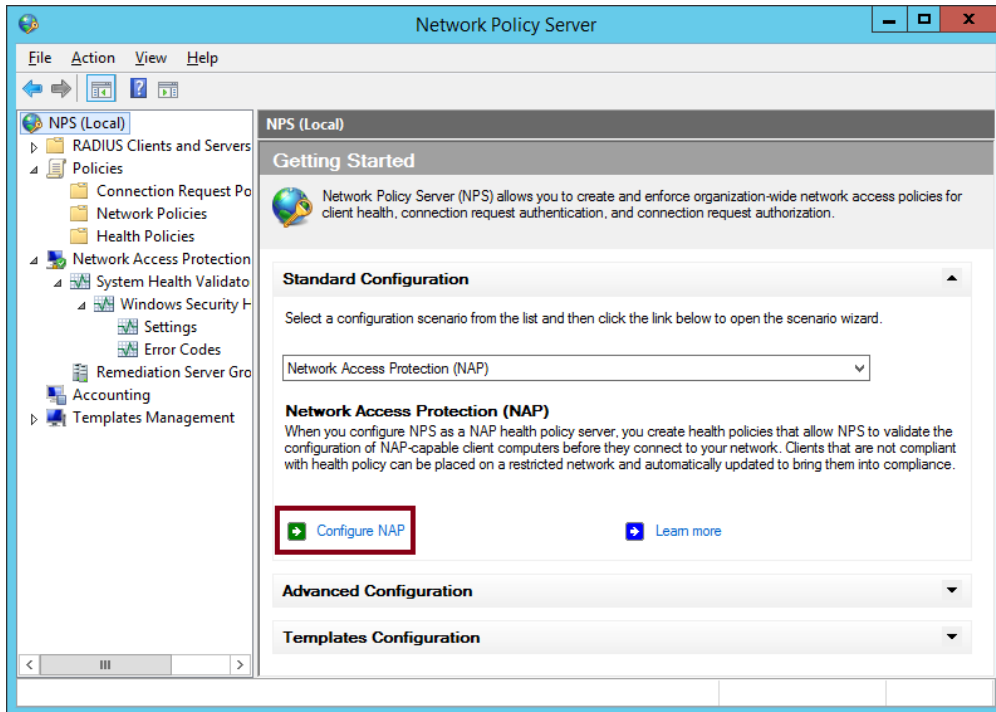 Network Policy Server
File Action View Help
NPS (Local)
RADIUS Clients and Servers
Policies
Connection Request Po
Network Policies
Health Policies
Network Access Protection
System Health Validato
Windows Security H
Settings
Error Codes
Remediation Server Gro
Accounting
Templates Management
NPS (Local)
Getting Started
Network Policy Server (NPS) allows you to create and enforce organization-wide network access policies for
client health, connection request authentication, and connection request authorization.
Standard Configuration
Select a configuration scenario from the list and then click the link below to open the scenario wizard.
Network Access Protection (NAP)
Network Access Protection (NAP)
When you configure NPS as a NAP health policy server, you create health policies that allow NPS to validate the
configuration of NAP-capable client computers before they connect to your network. Clients that are not compliant
with health policy can be placed on a restricted network and automatically updated to bring them into compliance.
Configure NAP Learn more
Advanced Configuration
Templates Configuration